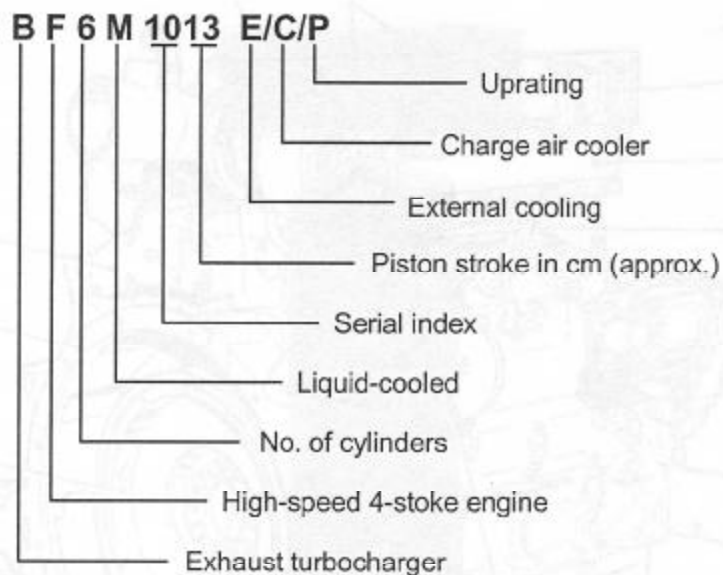 B F 6 M 1013 E/C/P
Uprating
Charge air cooler
External cooling
Piston stroke in cm (approx.)
Serial index
Liquid-cooled
No. of cylinders
High-speed 4-stoke engine
Exhaust turbocharger